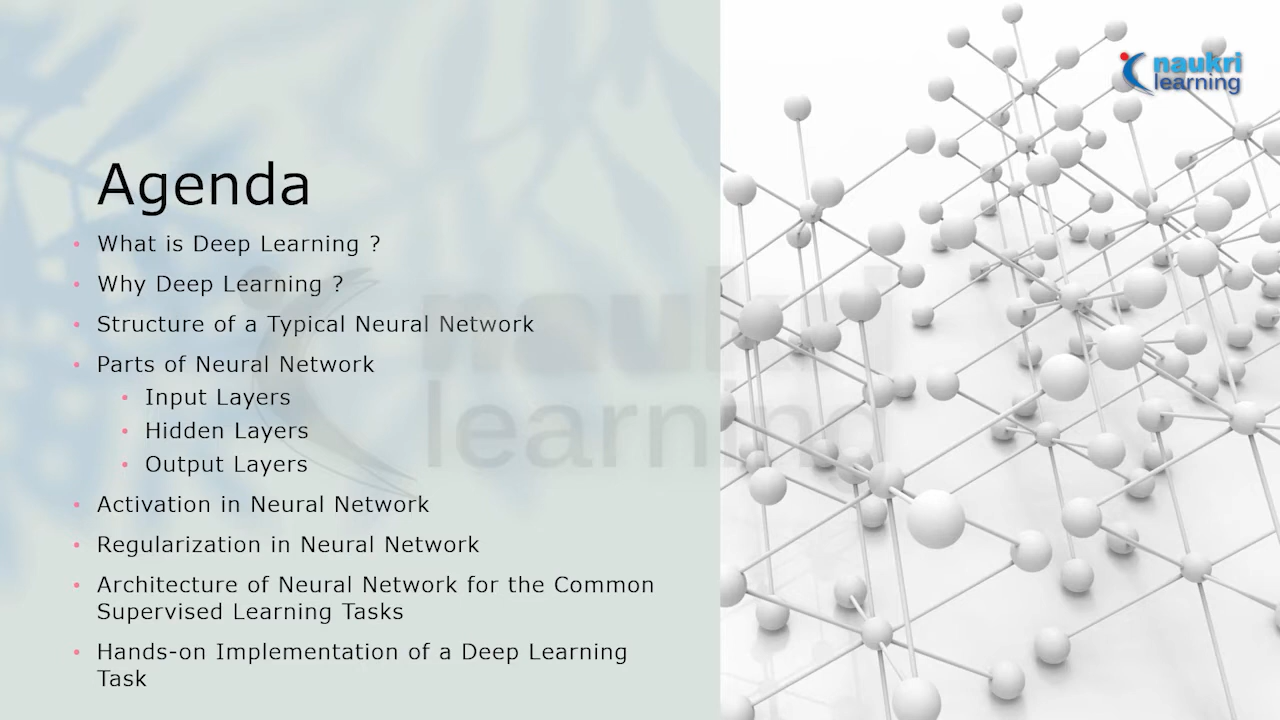 naukri
learning
Agenda
What is Deep Learning ?
Why Deep Learning ?
Structure of a Typical Neural Network
Parts of Neural Network
Input Layers
Hidden Layers
Output Layers
Activation in Neural Network
Regularization in Neural Network
Architecture of Neural Network for the Common
Supervised Learning Tasks
Hands-on Implementation of a Deep Learning
Task
naukri
learning